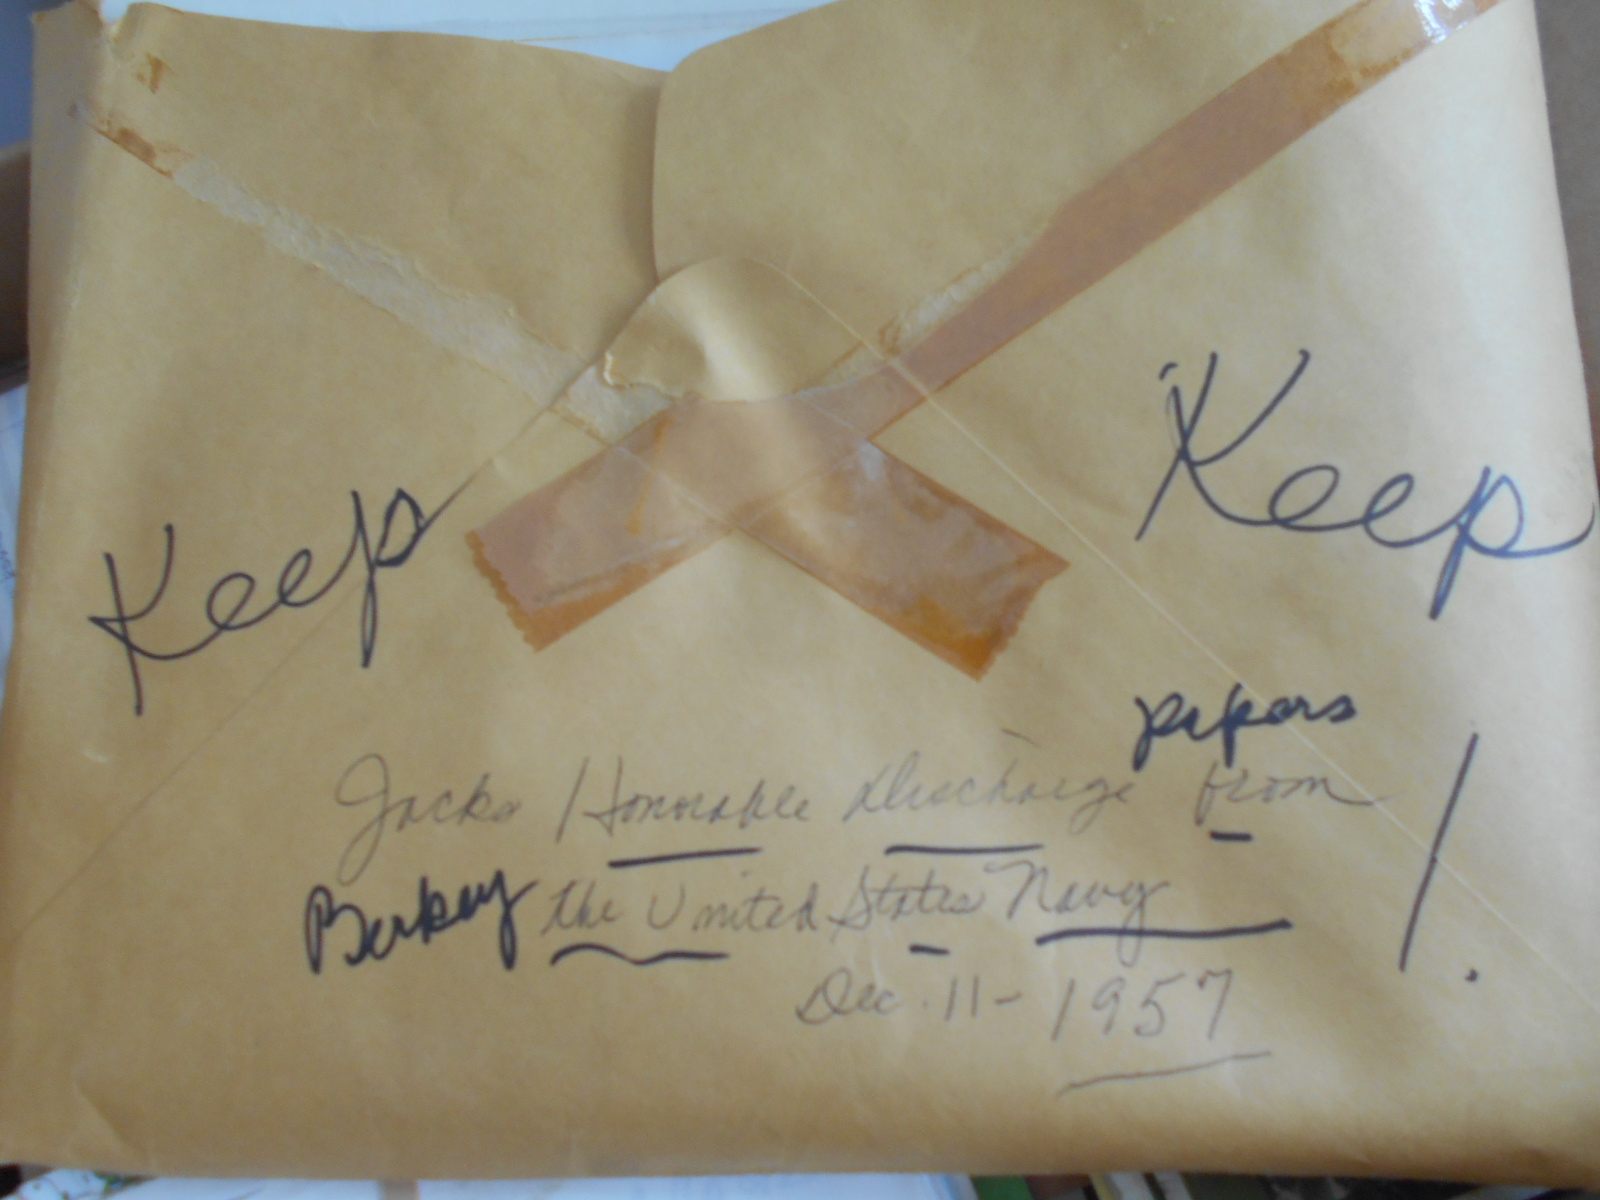 Keep Keep
papers
Jacks Honorable Discharge from
Berkey the United States Navy !
Dec. 11-1957